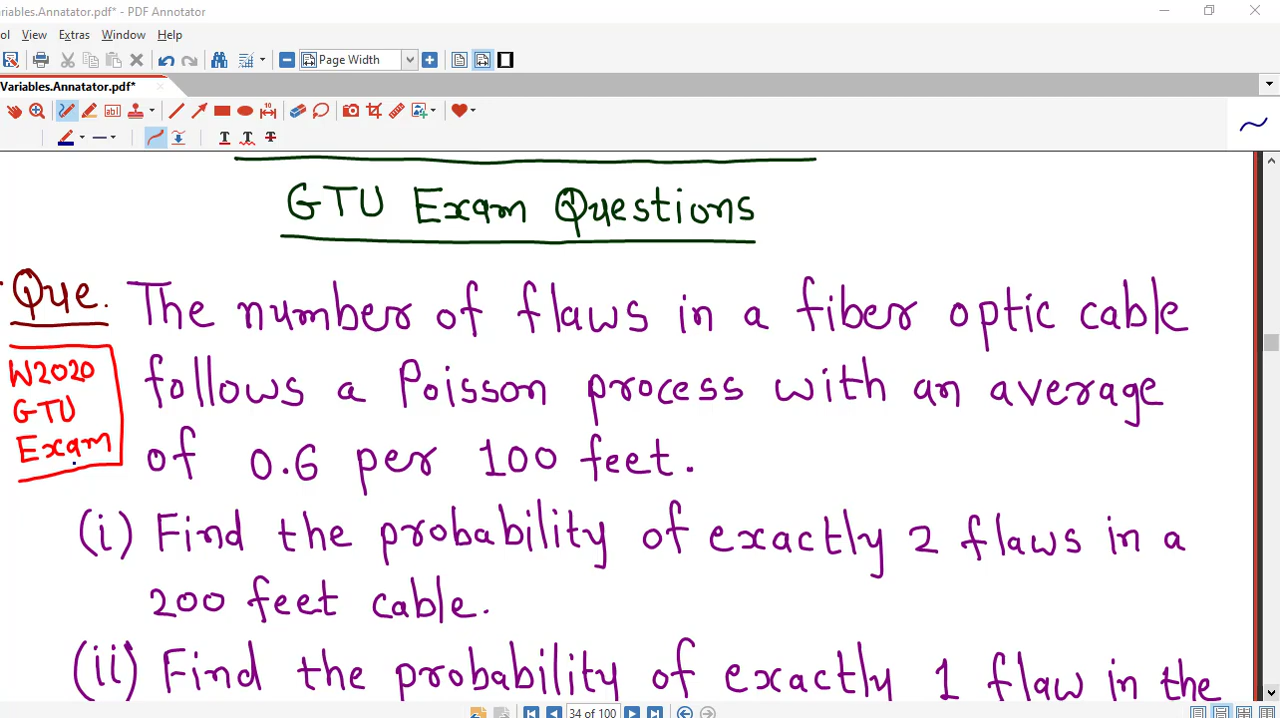 riables.Annatator.pdf* - PDF Annotator
ol View Extras Window Help
Page Width
Variables.Annatator.pdf*
GTU Exam Questions
Que. The number of flaws in a fiber optic cable
W2020
GTU
Exam
follows a Poisson process with an average
of 0.6 per 100 feet.
(i) Find the probability of exactly 2 flaws in a
200 feet cable.
(ii) Find the probability of exactly 1 flaw in the
34 of 100